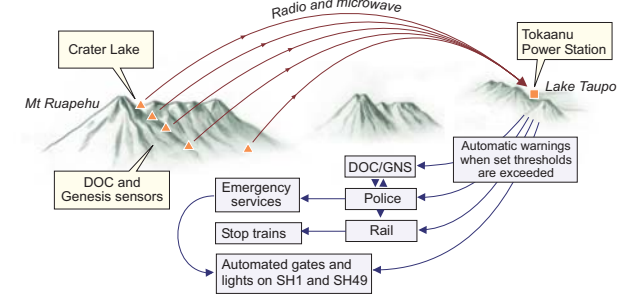 Radio and microwave
Crater Lake
Tokaanu
Power Station
Mt Ruapehu
Lake Taupo
DOC and
Genesis sensors
Automatic warnings
when set thresholds
are exceeded
DOC/GNS
Emergency
services
Police
Stop trains
Rail
Automated gates and
lights on SH1 and SH49